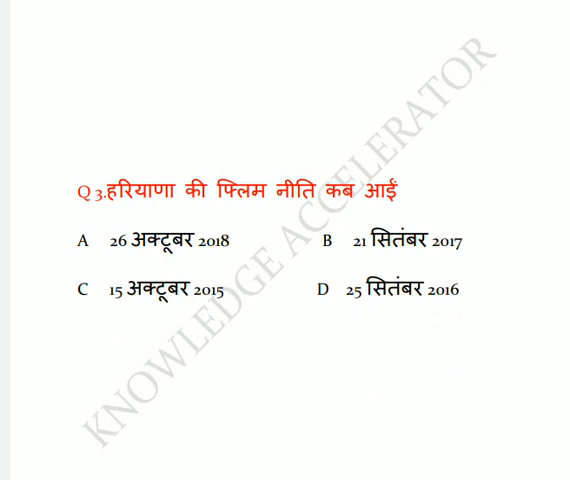 Q 3.हरियाणा की फ्लिम नीति कब आईं
A 26 अक्टूबर 2018 B 21 सितंबर 2017
C 15 अक्टूबर 2015 D 25 सितंबर 2016
KNOWLEDGE ACCELERATOR